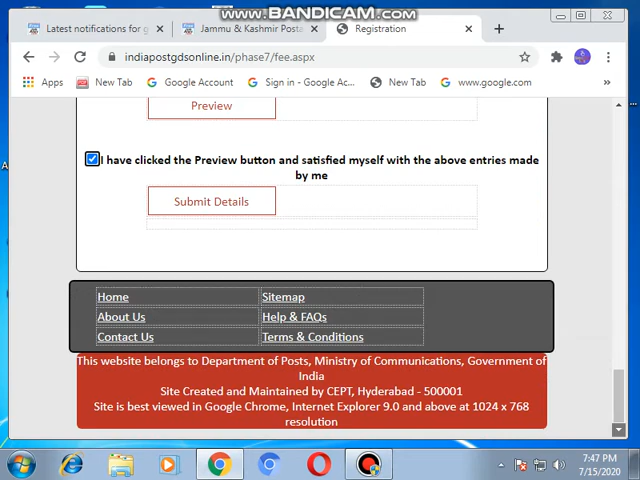 www.BANDICAM.com
Latest notifications for g
Jammu & Kashmir Posta
Registration
indiapostgdsonline.in/phase7/fee.aspx
Apps New Tab Google Account Sign in - Google Ac... New Tab www.google.com
Preview
I have clicked the Preview button and satisfied myself with the above entries made
by me
Submit Details
Home Sitemap
About Us Help & FAQs
Contact Us Terms & Conditions
This website belongs to Department of Posts, Ministry of Communications, Government of
India
Site Created and Maintained by CEPT, Hyderabad - 500001
Site is best viewed in Google Chrome, Internet Explorer 9.0 and above at 1024 x 768
resolution
7:47 PM
7/15/2020